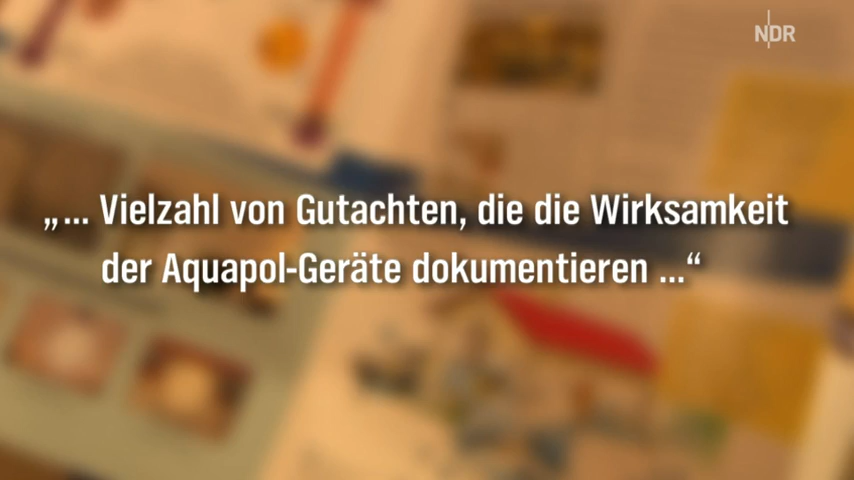 NDR
„... Vielzahl von Gutachten, die die Wirksamkeit
der Aquapol-Geräte dokumentieren ...“